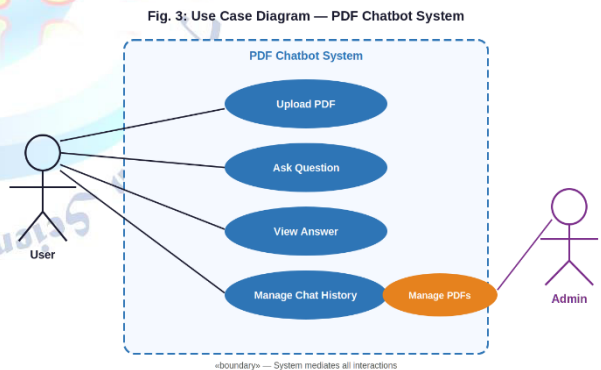 Fig. 3: Use Case Diagram — PDF Chatbot System
PDF Chatbot System
Upload PDF
Ask Question
View Answer
Manage Chat History
Manage PDFs
User
Admin
«boundary» — System mediates all interactions